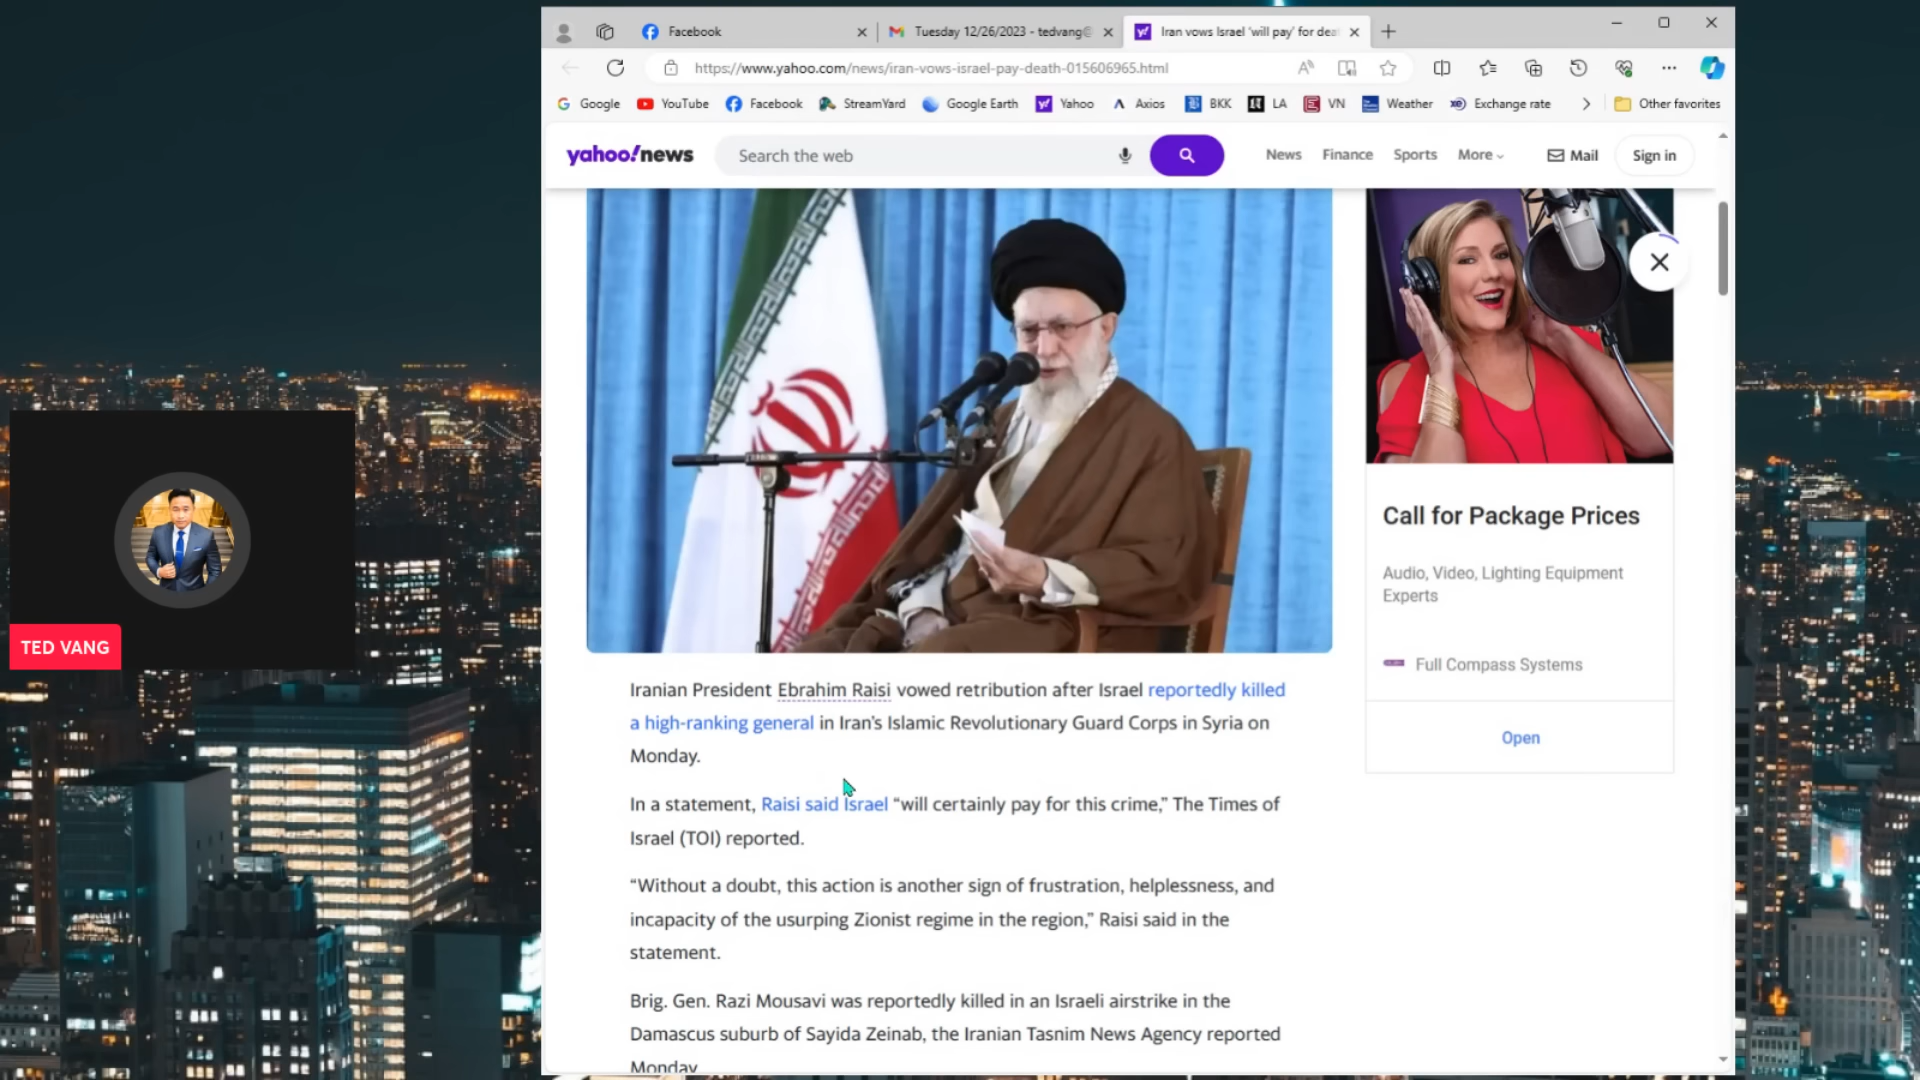 Facebook
Tuesday 12/26/2023 - tedvang@
Iran vows Israel 'will pay' for dea
https://www.yahoo.com/news/iran-vows-israel-pay-death-015606965.html
Google
YouTube
Facebook
StreamYard
Google Earth
Yahoo
Axios
BKK
LA
VN
Weather
Exchange rate
Other favorites
yahoo!news
Search the web
News
Finance
Sports
More
Mail
Sign in
Iranian President Ebrahim Raisi vowed retribution after Israel reportedly killed
a high-ranking general in Iran's Islamic Revolutionary Guard Corps in Syria on
Monday.
In a statement, Raisi said Israel “will certainly pay for this crime,” The Times of
Israel (TOI) reported.
“Without a doubt, this action is another sign of frustration, helplessness, and
incapacity of the usurping Zionist regime in the region,” Raisi said in the
statement.
Brig. Gen. Razi Mousavi was reportedly killed in an Israeli airstrike in the
Damascus suburb of Sayida Zeinab, the Iranian Tasnim News Agency reported
Monday
Call for Package Prices
Audio, Video, Lighting Equipment
Experts
Full Compass Systems
Open
TED VANG